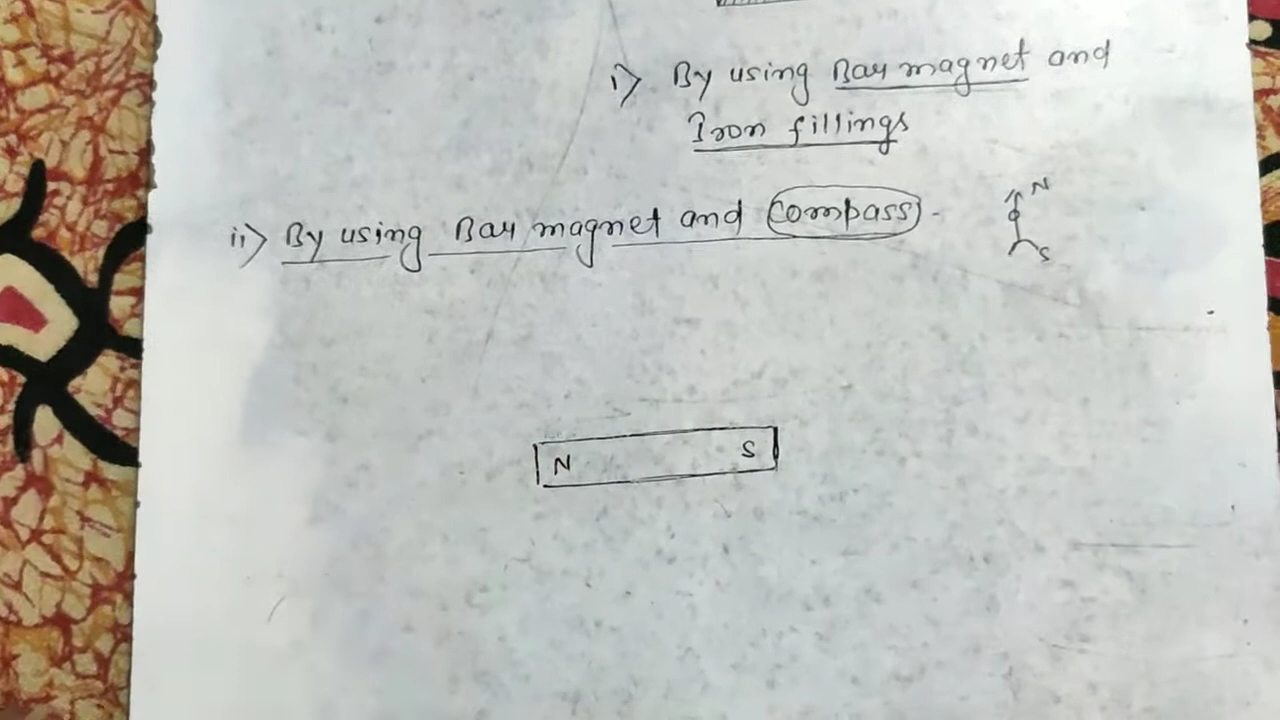 i) By using Bar magnet and
Iron fillings
ii) By using Bar magnet and compass.
N
S
N S